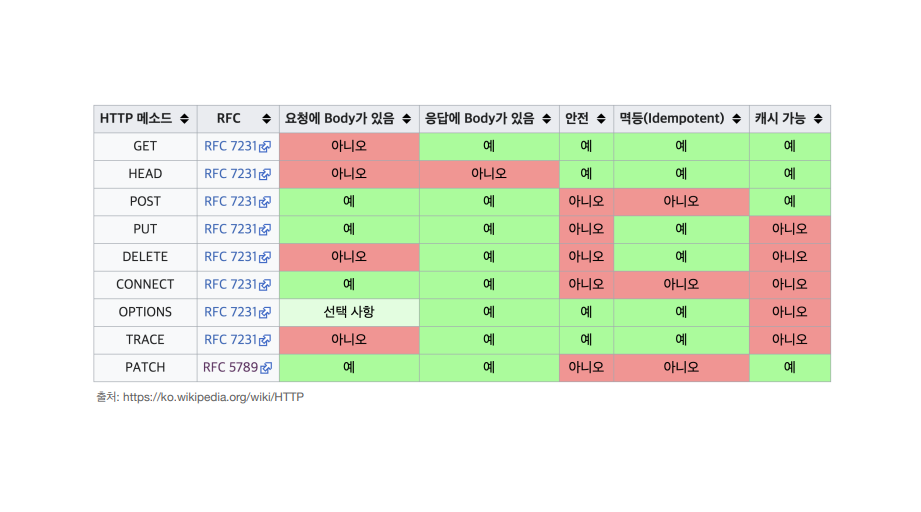 HTTP 메소드 RFC 요청에 Body가 있음 응답에 Body가 있음 안전 멱등(Idempotent) 캐시 가능
GET RFC 7231 아니오 예 예 예 예
HEAD RFC 7231 아니오 아니오 예 예 예
POST RFC 7231 예 예 아니오 아니오 예
PUT RFC 7231 예 예 아니오 예 아니오
DELETE RFC 7231 아니오 예 아니오 예 아니오
CONNECT RFC 7231 예 예 아니오 아니오 아니오
OPTIONS RFC 7231 선택 사항 예 예 예 아니오
TRACE RFC 7231 아니오 예 예 예 아니오
PATCH RFC 5789 예 예 아니오 아니오 예
출처: https://ko.wikipedia.org/wiki/HTTP